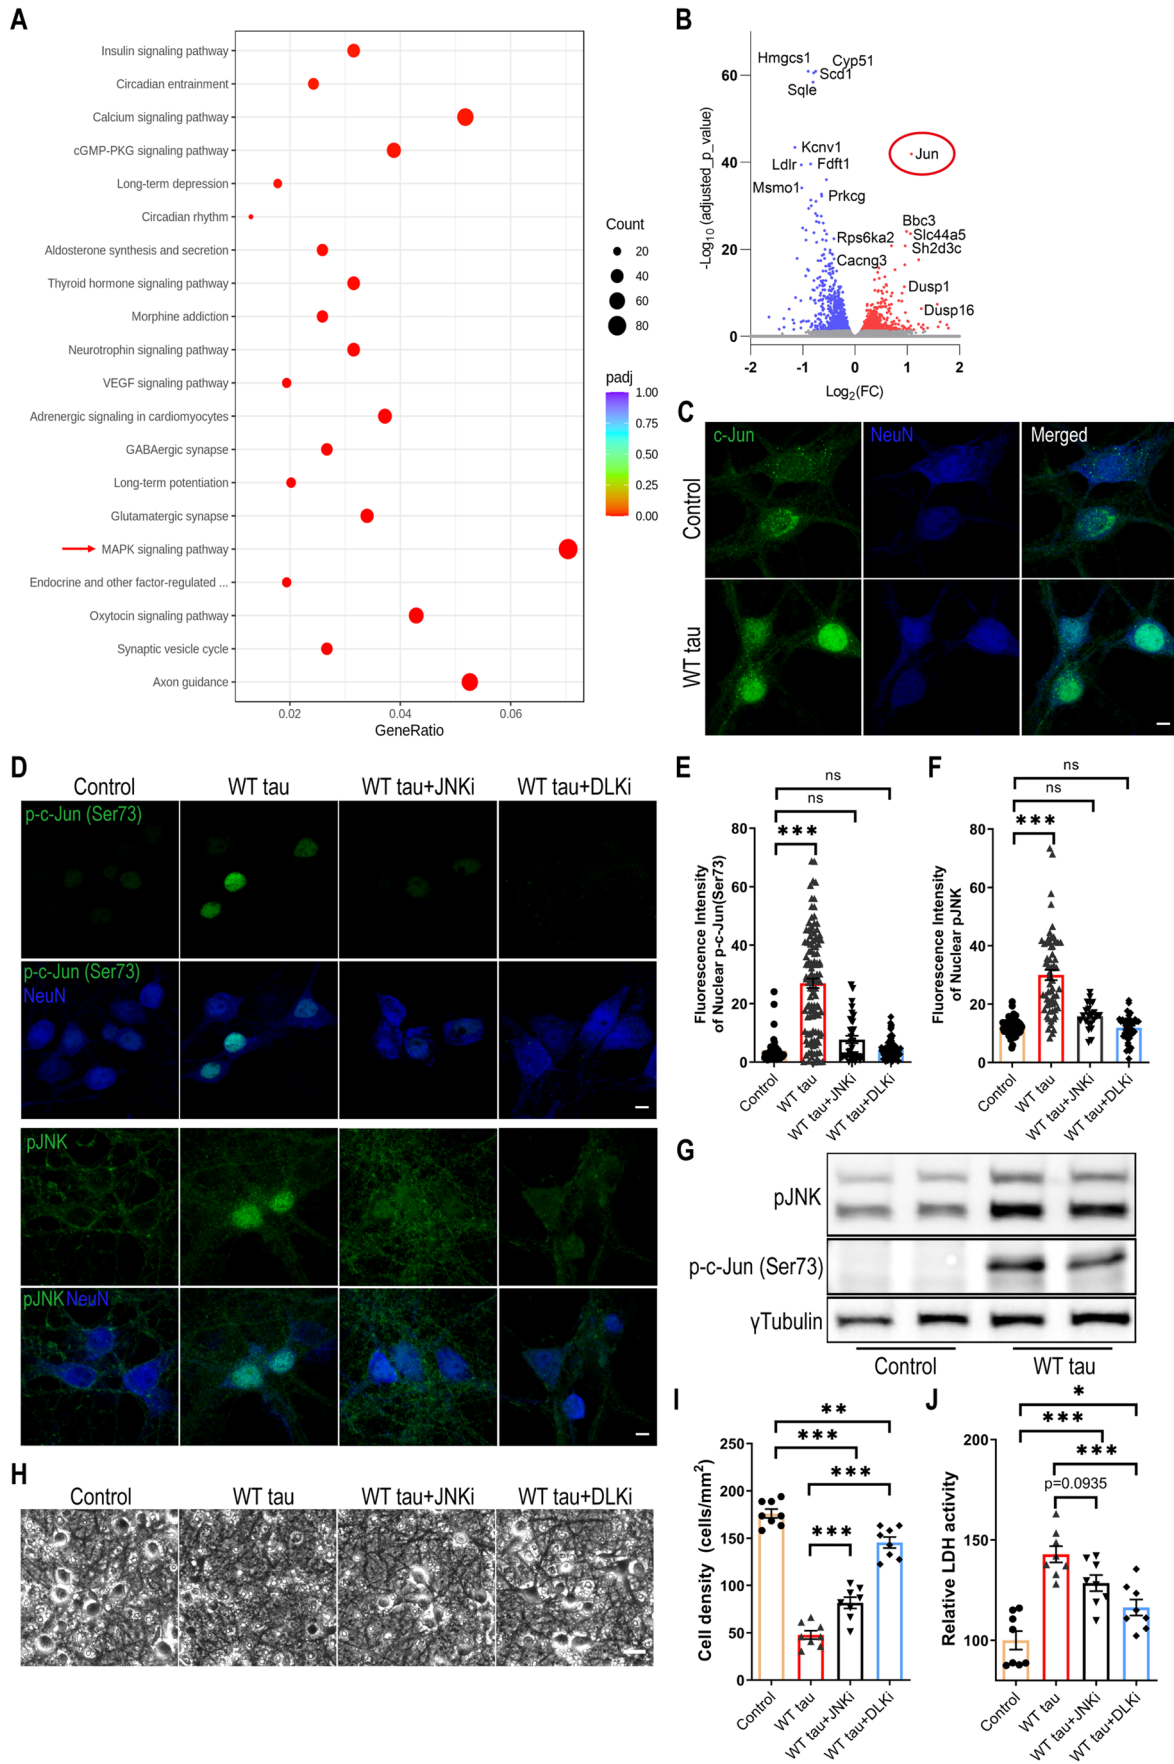 A
Insulin signaling pathway
Circadian entrainment
Calcium signaling pathway
cGMP-PKG signaling pathway
Long-term depression
Circadian rhythm
Aldosterone synthesis and secretion
Thyroid hormone signaling pathway
Morphine addiction
Neurotrophin signaling pathway
VEGF signaling pathway
Adrenergic signaling in cardiomyocytes
GABAergic synapse
Long-term potentiation
Glutamatergic synapse
MAPK signaling pathway
Endocrine and other factor-regulated ...
Oxytocin signaling pathway
Synaptic vesicle cycle
Axon guidance
0.02 0.04 0.06
GeneRatio
Count
20
40
60
80
padj
1.00
0.75
0.50
0.25
0.00
B
-Log10 (adjusted_p_value)
60
40
20
0
-2 -1 0 1 2
Log2(FC)
Hmgcs1
Cyp51
Scd1
Sqle
Kcnv1
Jun
Ldlr
Fdft1
Msmo1
Prkcg
Bbc3
Rps6ka2
Slc44a5
Sh2d3c
Cacng3
Dusp1
Dusp16
C
c-Jun NeuN Merged
Control
WT tau
D
Control WT tau WT tau+JNKi WT tau+DLKi
p-c-Jun (Ser73)
p-c-Jun (Ser73)
NeuN
pJNK
pJNK NeuN
E
Fluorescence Intensity
of Nuclear p-c-Jun(Ser73)
80
60
40
20
0
ns
ns
***
Control WT tau WT tau+JNKi WT tau+DLKi
F
Fluorescence Intensity
of Nuclear pJNK
80
60
40
20
0
ns
ns
***
Control WT tau WT tau+JNKi WT tau+DLKi
G
pJNK
p-c-Jun (Ser73)
γTubulin
Control WT tau
H
Control WT tau WT tau+JNKi WT tau+DLKi
I
Cell density (cells/mm2)
250
200
150
100
50
0
**
***
***
***
Control WT tau WT tau+JNKi WT tau+DLKi
J
Relative LDH activity
200
150
100
*
***
***
p=0.0935
Control WT tau WT tau+JNKi WT tau+DLKi